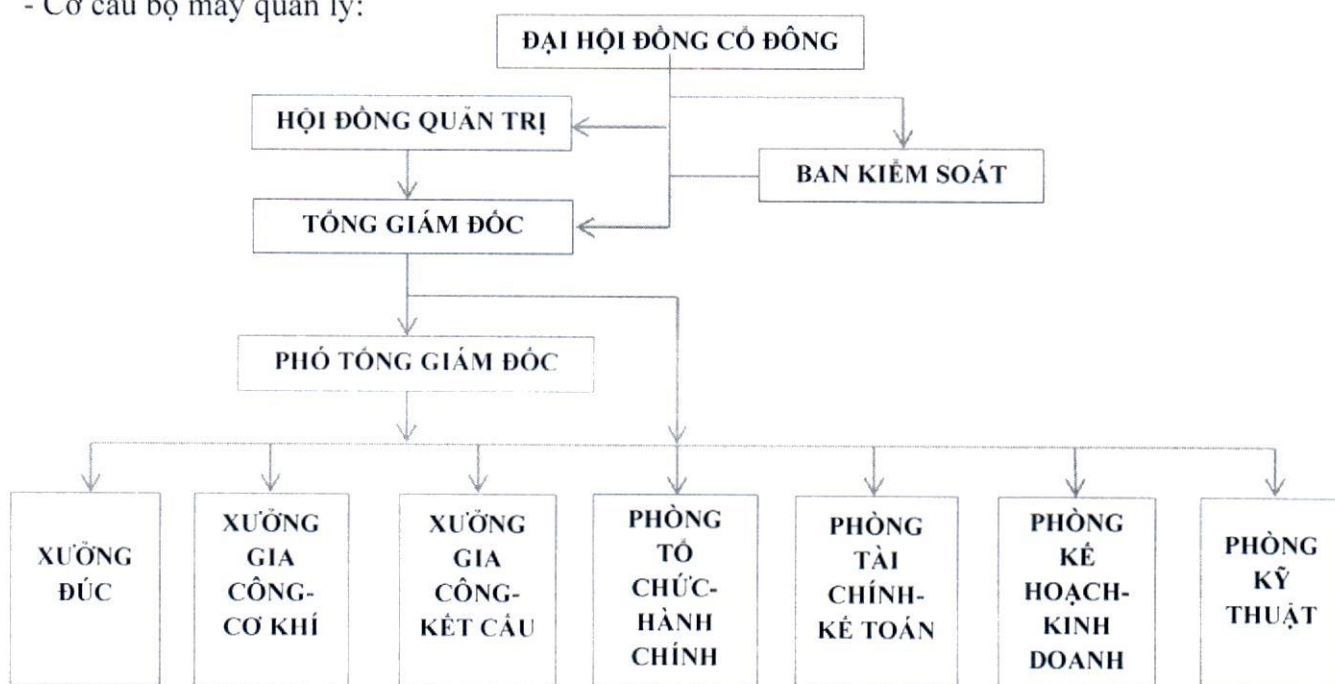 - Cơ cấu bộ máy quản lý:
ĐẠI HỘI ĐỒNG CỔ ĐÔNG
HỘI ĐỒNG QUẢN TRỊ
BAN KIỂM SOÁT
TỔNG GIÁM ĐỐC
PHÓ TỔNG GIÁM ĐỐC
XƯỞNG
ĐÚC
XƯỞNG
GIA
CÔNG-
CƠ KHÍ
XƯỞNG
GIA
CÔNG-
KẾT CẤU
PHÒNG
TỔ
CHỨC-
HÀNH
CHÍNH
PHÒNG
TÀI
CHÍNH-
KẾ TOÁN
PHÒNG
KẾ
HOẠCH-
KINH
DOANH
PHÒNG
KỸ
THUẬT